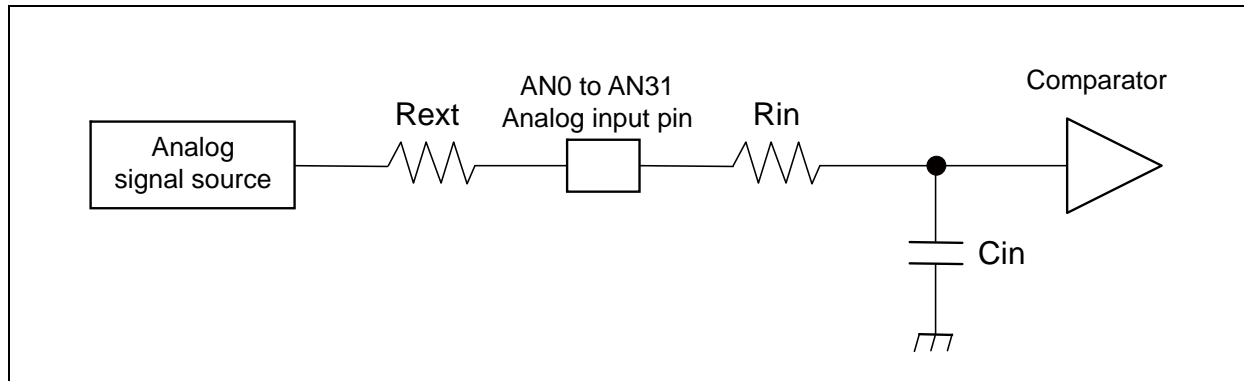 Analog
signal source
Rext
AN0 to AN31
Analog input pin
Rin
Comparator
Cin